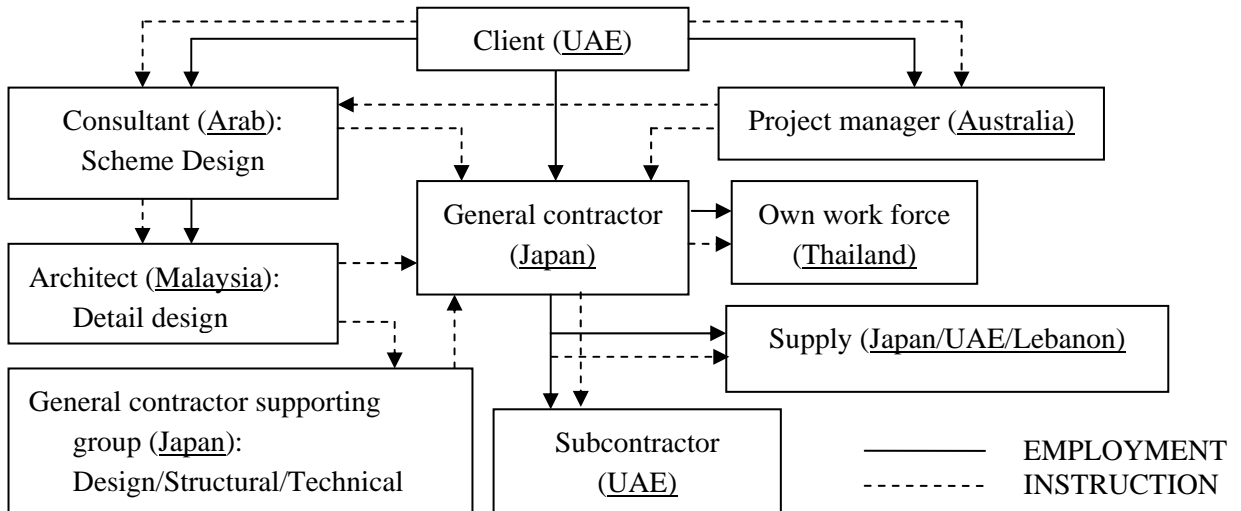 Client (UAE)
Consultant (Arab):
Scheme Design
Project manager (Australia)
General contractor
(Japan)
Own work force
(Thailand)
Architect (Malaysia):
Detail design
Supply (Japan/UAE/Lebanon)
General contractor supporting
group (Japan):
Design/Structural/Technical
Subcontractor
(UAE)
EMPLOYMENT
INSTRUCTION